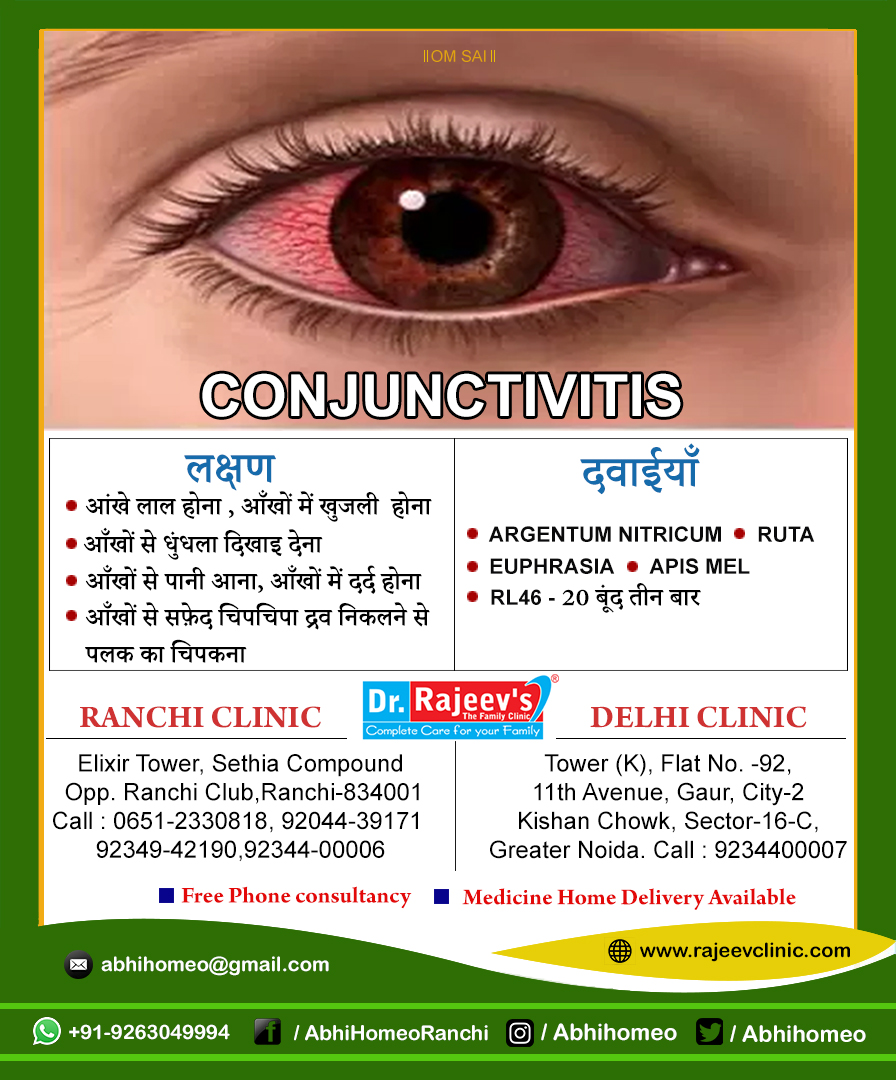 ॥OM SAI॥
CONJUNCTIVITIS
लक्षण
आंखे लाल होना , आँखों में खुजली होना
आँखों से धुंधला दिखाइ देना
आँखों से पानी आना, आँखों में दर्द होना
आँखों से सफ़ेद चिपचिपा द्रव निकलने से
पलक का चिपकना
दवाईयाँ
ARGENTUM NITRICUM • RUTA
EUPHRASIA • APIS MEL
RL46 - 20 बूंद तीन बार
Dr. Rajeev's ®
The Family Clinic
Complete Care for your Family
RANCHI CLINIC
Elixir Tower, Sethia Compound
Opp. Ranchi Club,Ranchi-834001
Call : 0651-2330818, 92044-39171
92349-42190,92344-00006
DELHI CLINIC
Tower (K), Flat No. -92,
11th Avenue, Gaur, City-2
Kishan Chowk, Sector-16-C,
Greater Noida. Call : 9234400007
Free Phone consultancy
Medicine Home Delivery Available
abhihomeo@gmail.com
www.rajeevclinic.com
+91-9263049994
/ AbhiHomeoRanchi
/ Abhihomeo
/ Abhihomeo